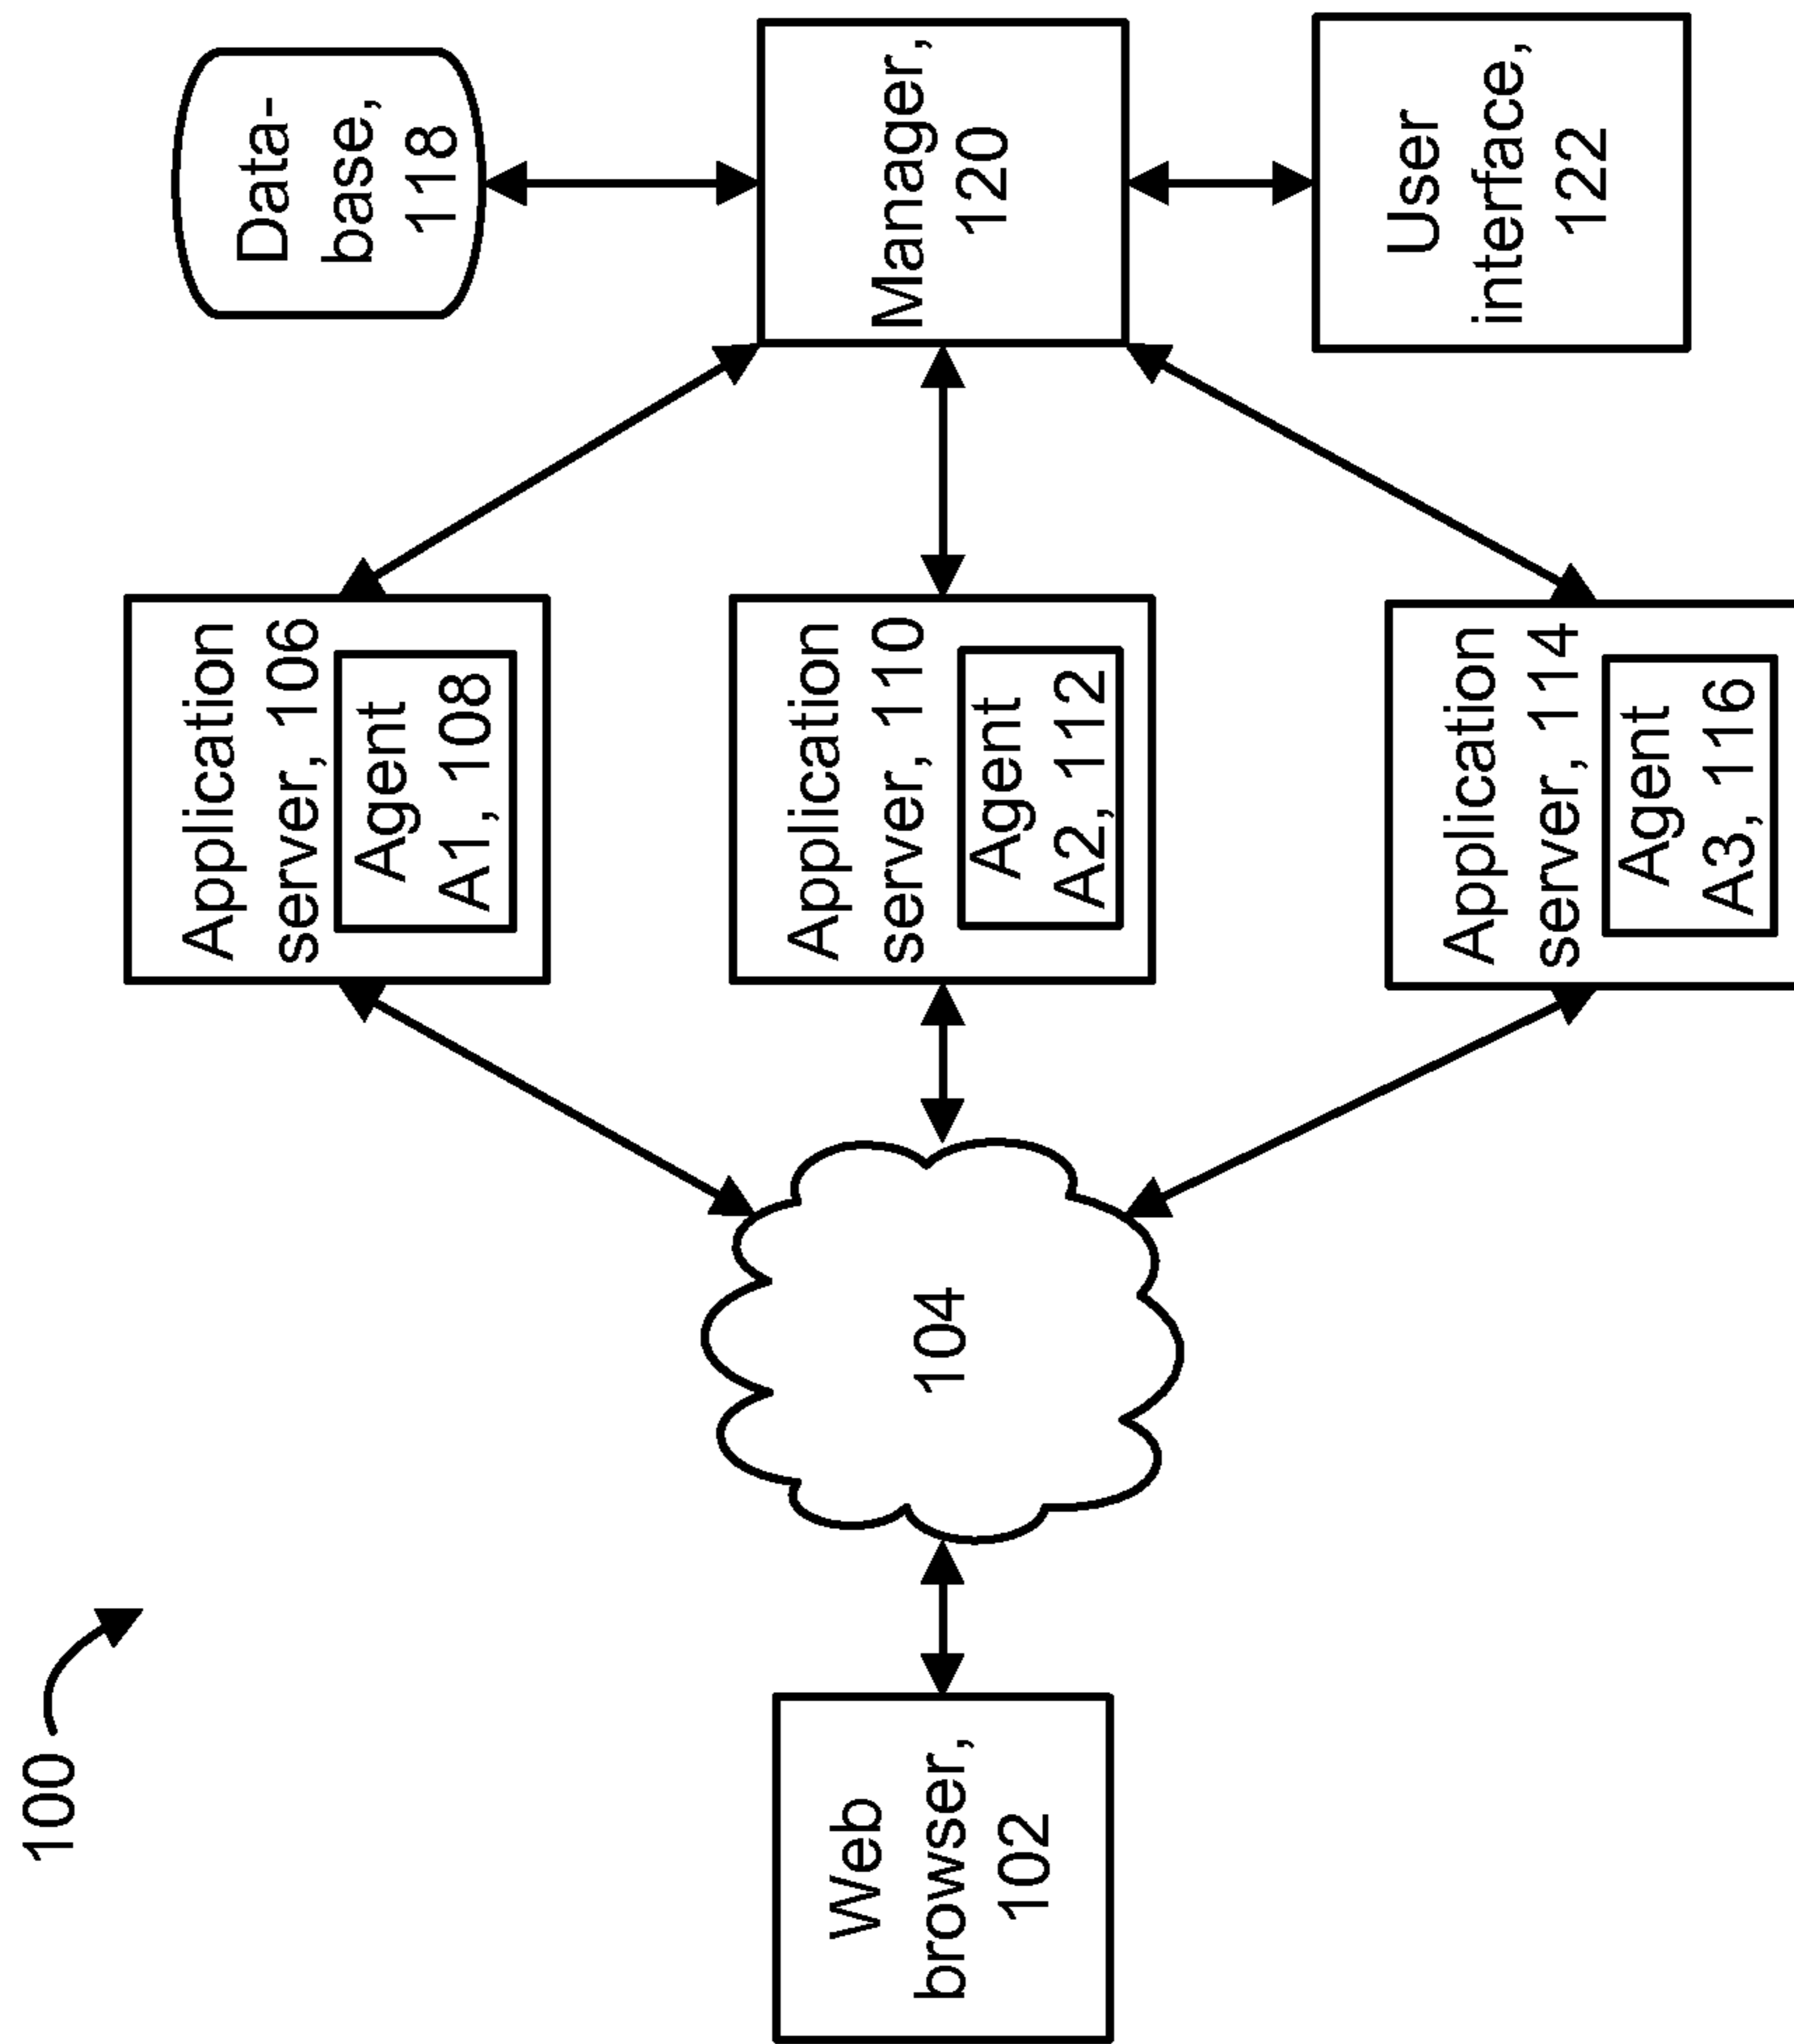 100
Web
browser,
102
104
Application
server, 106
Agent
A1, 108
Application
server, 110
Agent
A2, 112
Application
server, 114
Agent
A3, 116
Data-
base,
118
Manager,
120
User
interface,
122